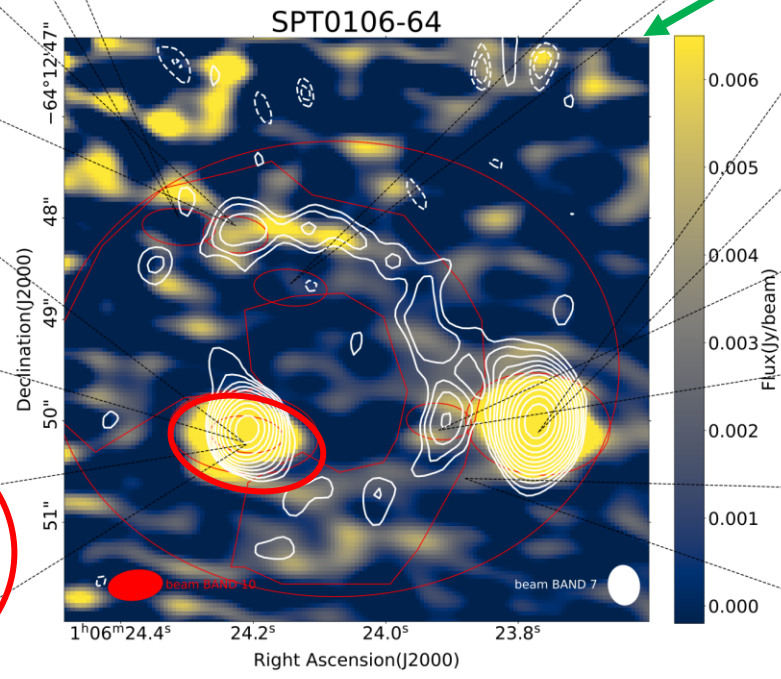 SPT0106-64
−64°12'47"
48"
49"
50"
51"
Declination(J2000)
beam BAND 10
beam BAND 7
1ʰ06ᵐ24.4ˢ
24.2ˢ
24.0ˢ
23.8ˢ
Right Ascension(J2000)
0.006
0.005
0.004
0.003
0.002
0.001
0.000
Flux(Jy/beam)